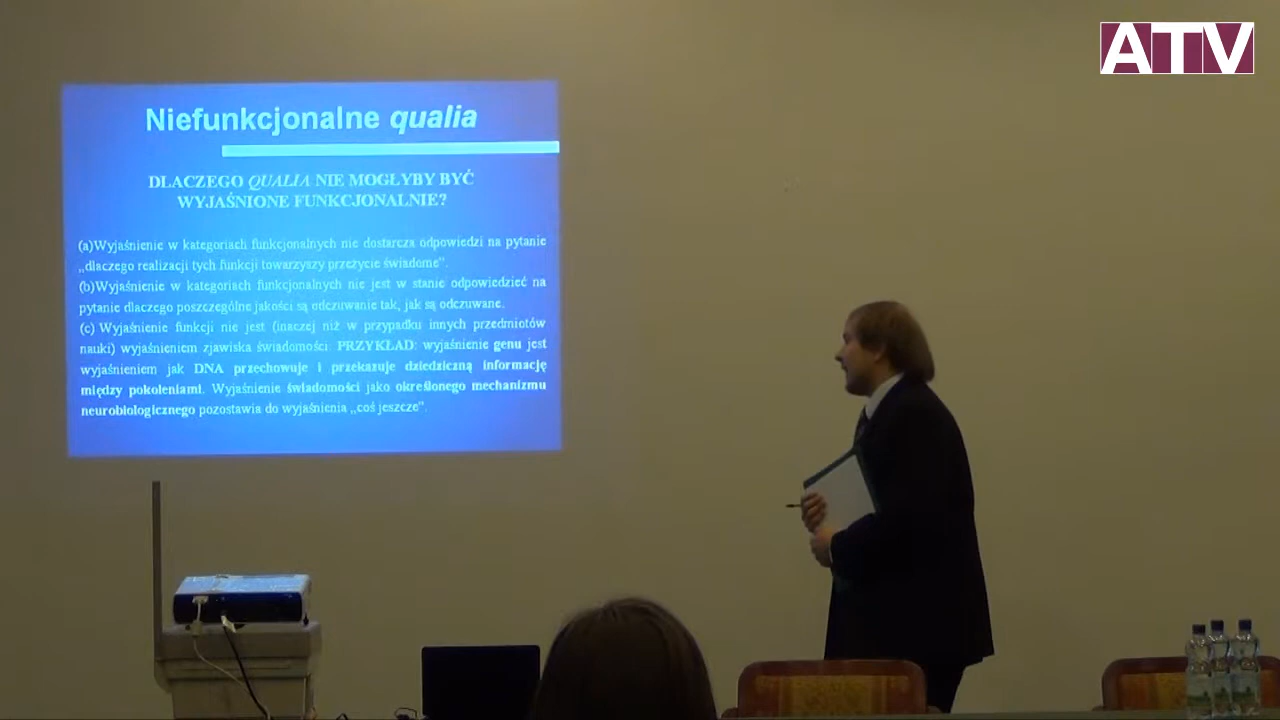 ATV
Niefunkcjonalne qualia
DLACZEGO QUALIA NIE MOGŁYBY BYĆ
WYJAŚNIONE FUNKCJONALNIE?
(a)Wyjaśnienie w kategoriach funkcjonalnych nie dostarcza odpowiedzi na pytanie
„dlaczego realizacji tych funkcji towarzyszy przeżycie świadome”.
(b)Wyjaśnienie w kategoriach funkcjonalnych nie jest w stanie odpowiedzieć na
pytanie dlaczego poszczególne jakości są odczuwane tak, jak są odczuwane.
(c) Wyjaśnienie funkcji nie jest (inaczej niż w przypadku innych przedmiotów
nauki) wyjaśnieniem zjawiska świadomości. PRZYKŁAD: wyjaśnienie genu jest
wyjaśnieniem jak DNA przechowuje i przekazuje dziedziczną informację
między pokoleniami. Wyjaśnienie świadomości jako określonego mechanizmu
neurobiologicznego pozostawia do wyjaśnienia „coś jeszcze”.